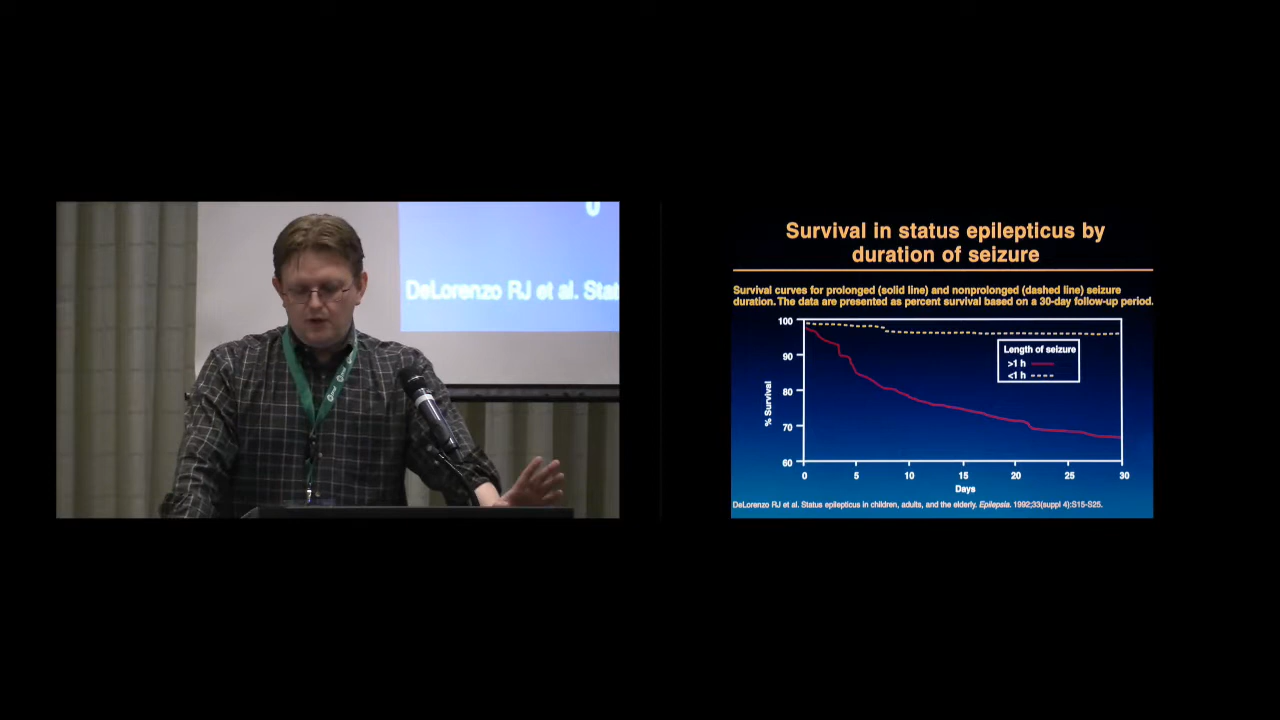 DeLorenzo RJ et al. Stat
Survival in status epilepticus by
duration of seizure
Survival curves for prolonged (solid line) and nonprolonged (dashed line) seizure
duration. The data are presented as percent survival based on a 30-day follow-up period.
100
90
80
70
60
% Survival
Length of seizure
>1 h
<1 h
0 5 10 15 20 25 30
Days
DeLorenzo RJ et al. Status epilepticus in children, adults, and the elderly. Epilepsia. 1992;33(suppl 4):S15-S25.